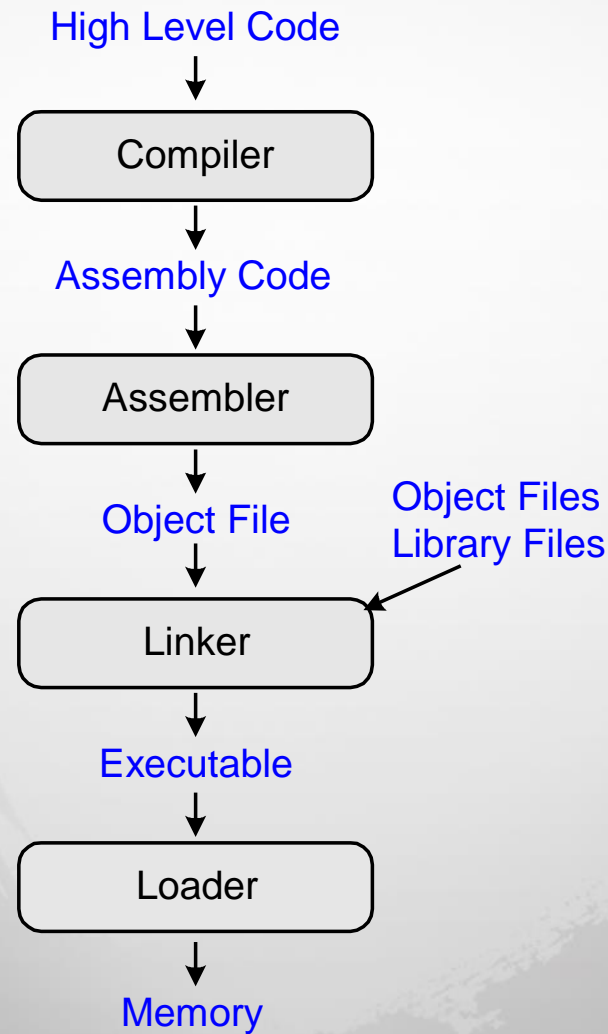 High Level Code
Compiler
Assembly Code
Assembler
Object File
Object Files
Library Files
Linker
Executable
Loader
Memory